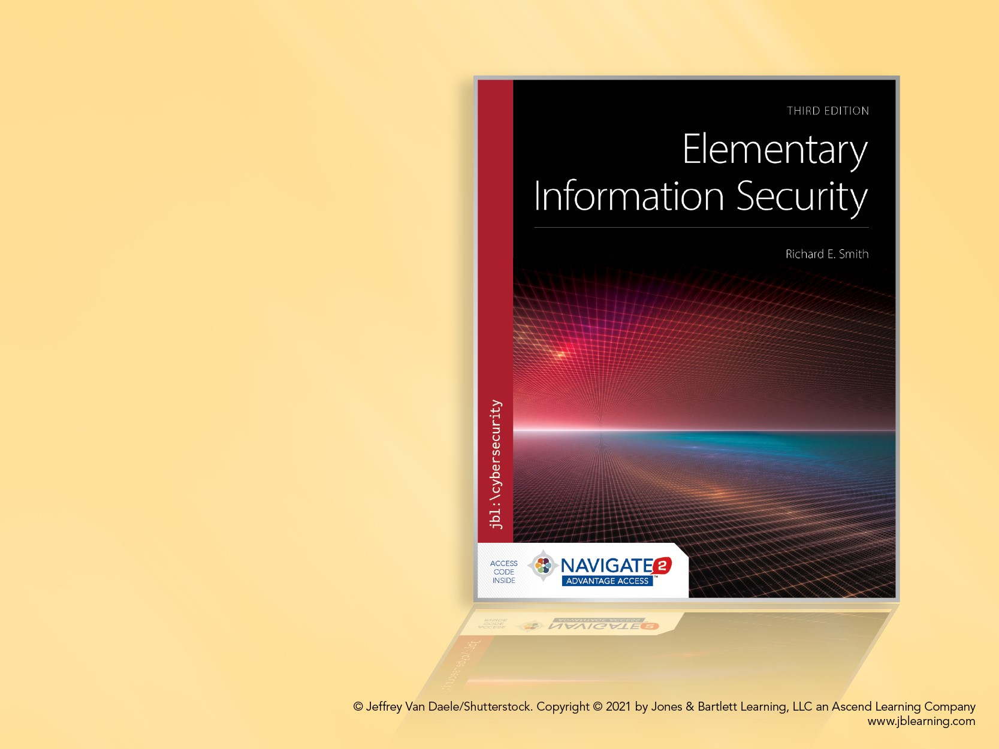 THIRD EDITION
Elementary
Information Security
Richard E. Smith
jbl:\cybersecurity
ACCESS
CODE
INSIDE
NAVIGATE 2
ADVANTAGE ACCESS™
© Jeffrey Van Daele/Shutterstock. Copyright © 2021 by Jones & Bartlett Learning, LLC an Ascend Learning Company
www.jblearning.com